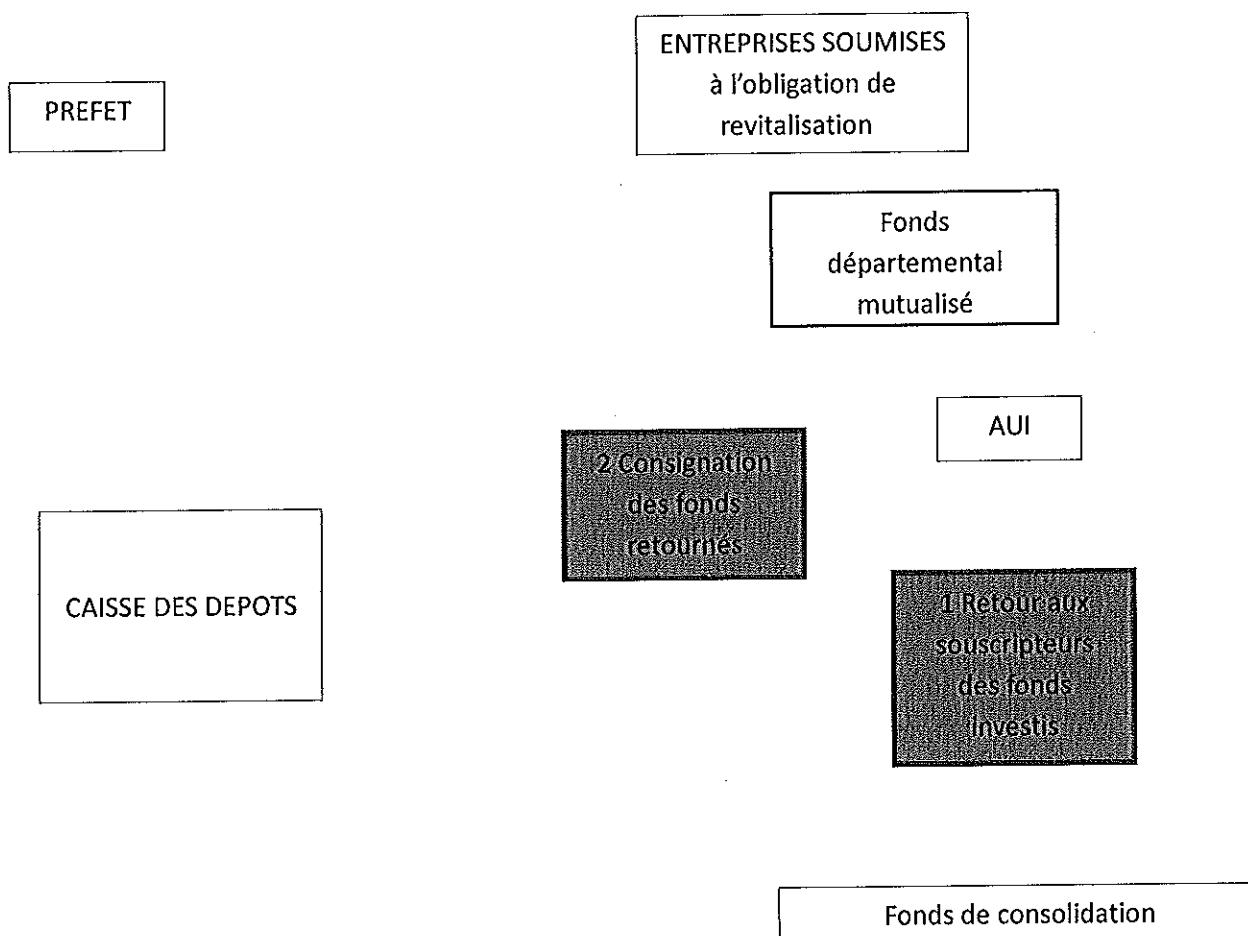 ENTREPRISES SOUMISES
à l'obligation de
revitalisation
PREFET
Fonds
départemental
mutualisé
AUI
2 Consignation
des fonds
retournés
CAISSE DES DEPOTS
1 Retour aux
souscripteurs
des fonds
investis
Fonds de consolidation